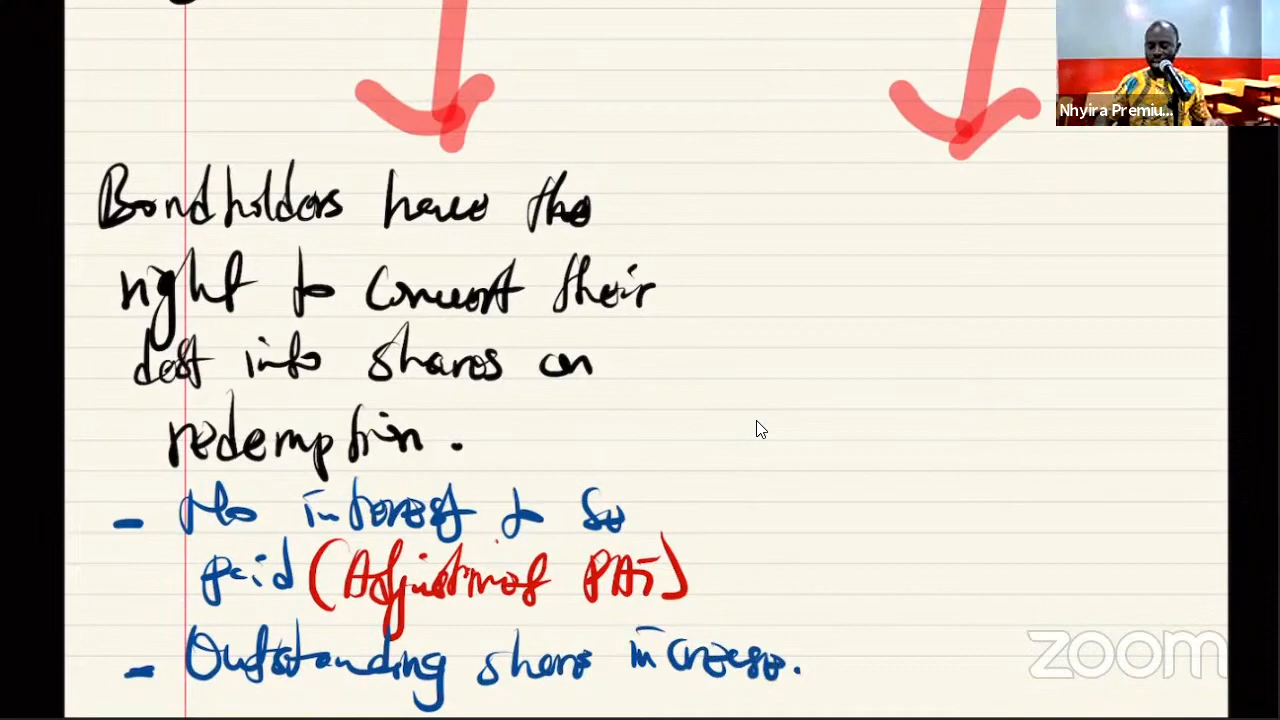 Nhyira Premiu...
Bondholders have the
right to convert their
debt into shares on
redemption.
- No interest to be
paid (Adjustment PAT)
- Outstanding shares increase.
zoom